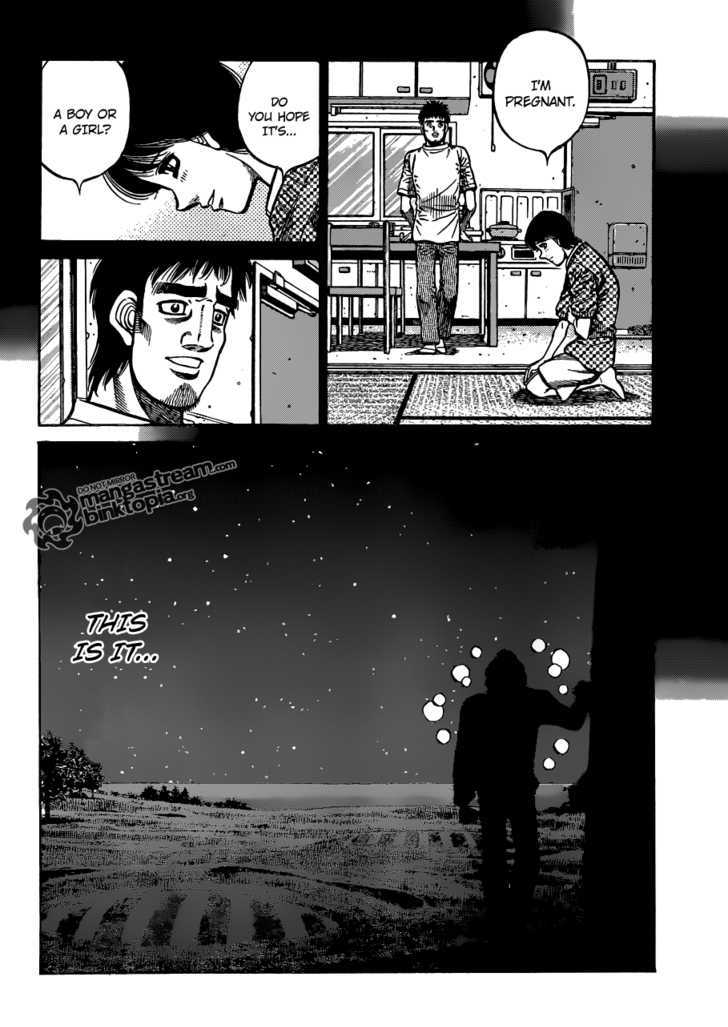 I'M
PREGNANT.
DO
YOU HOPE
IT'S...
A BOY OR
A GIRL?
DO NOT MIRROR
mangastream.com
binktopia.org
THIS
IS IT...